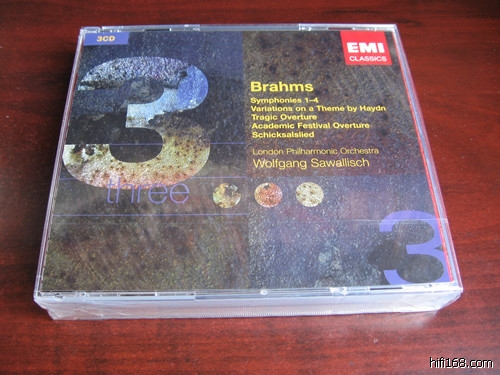 3CD
EMI
CLASSICS
3
Brahms
Symphonies 1–4
Variations on a Theme by Haydn
Tragic Overture
Academic Festival Overture
Schicksalslied
London Philharmonic Orchestra
Wolfgang Sawallisch
three
3
hifi168.com